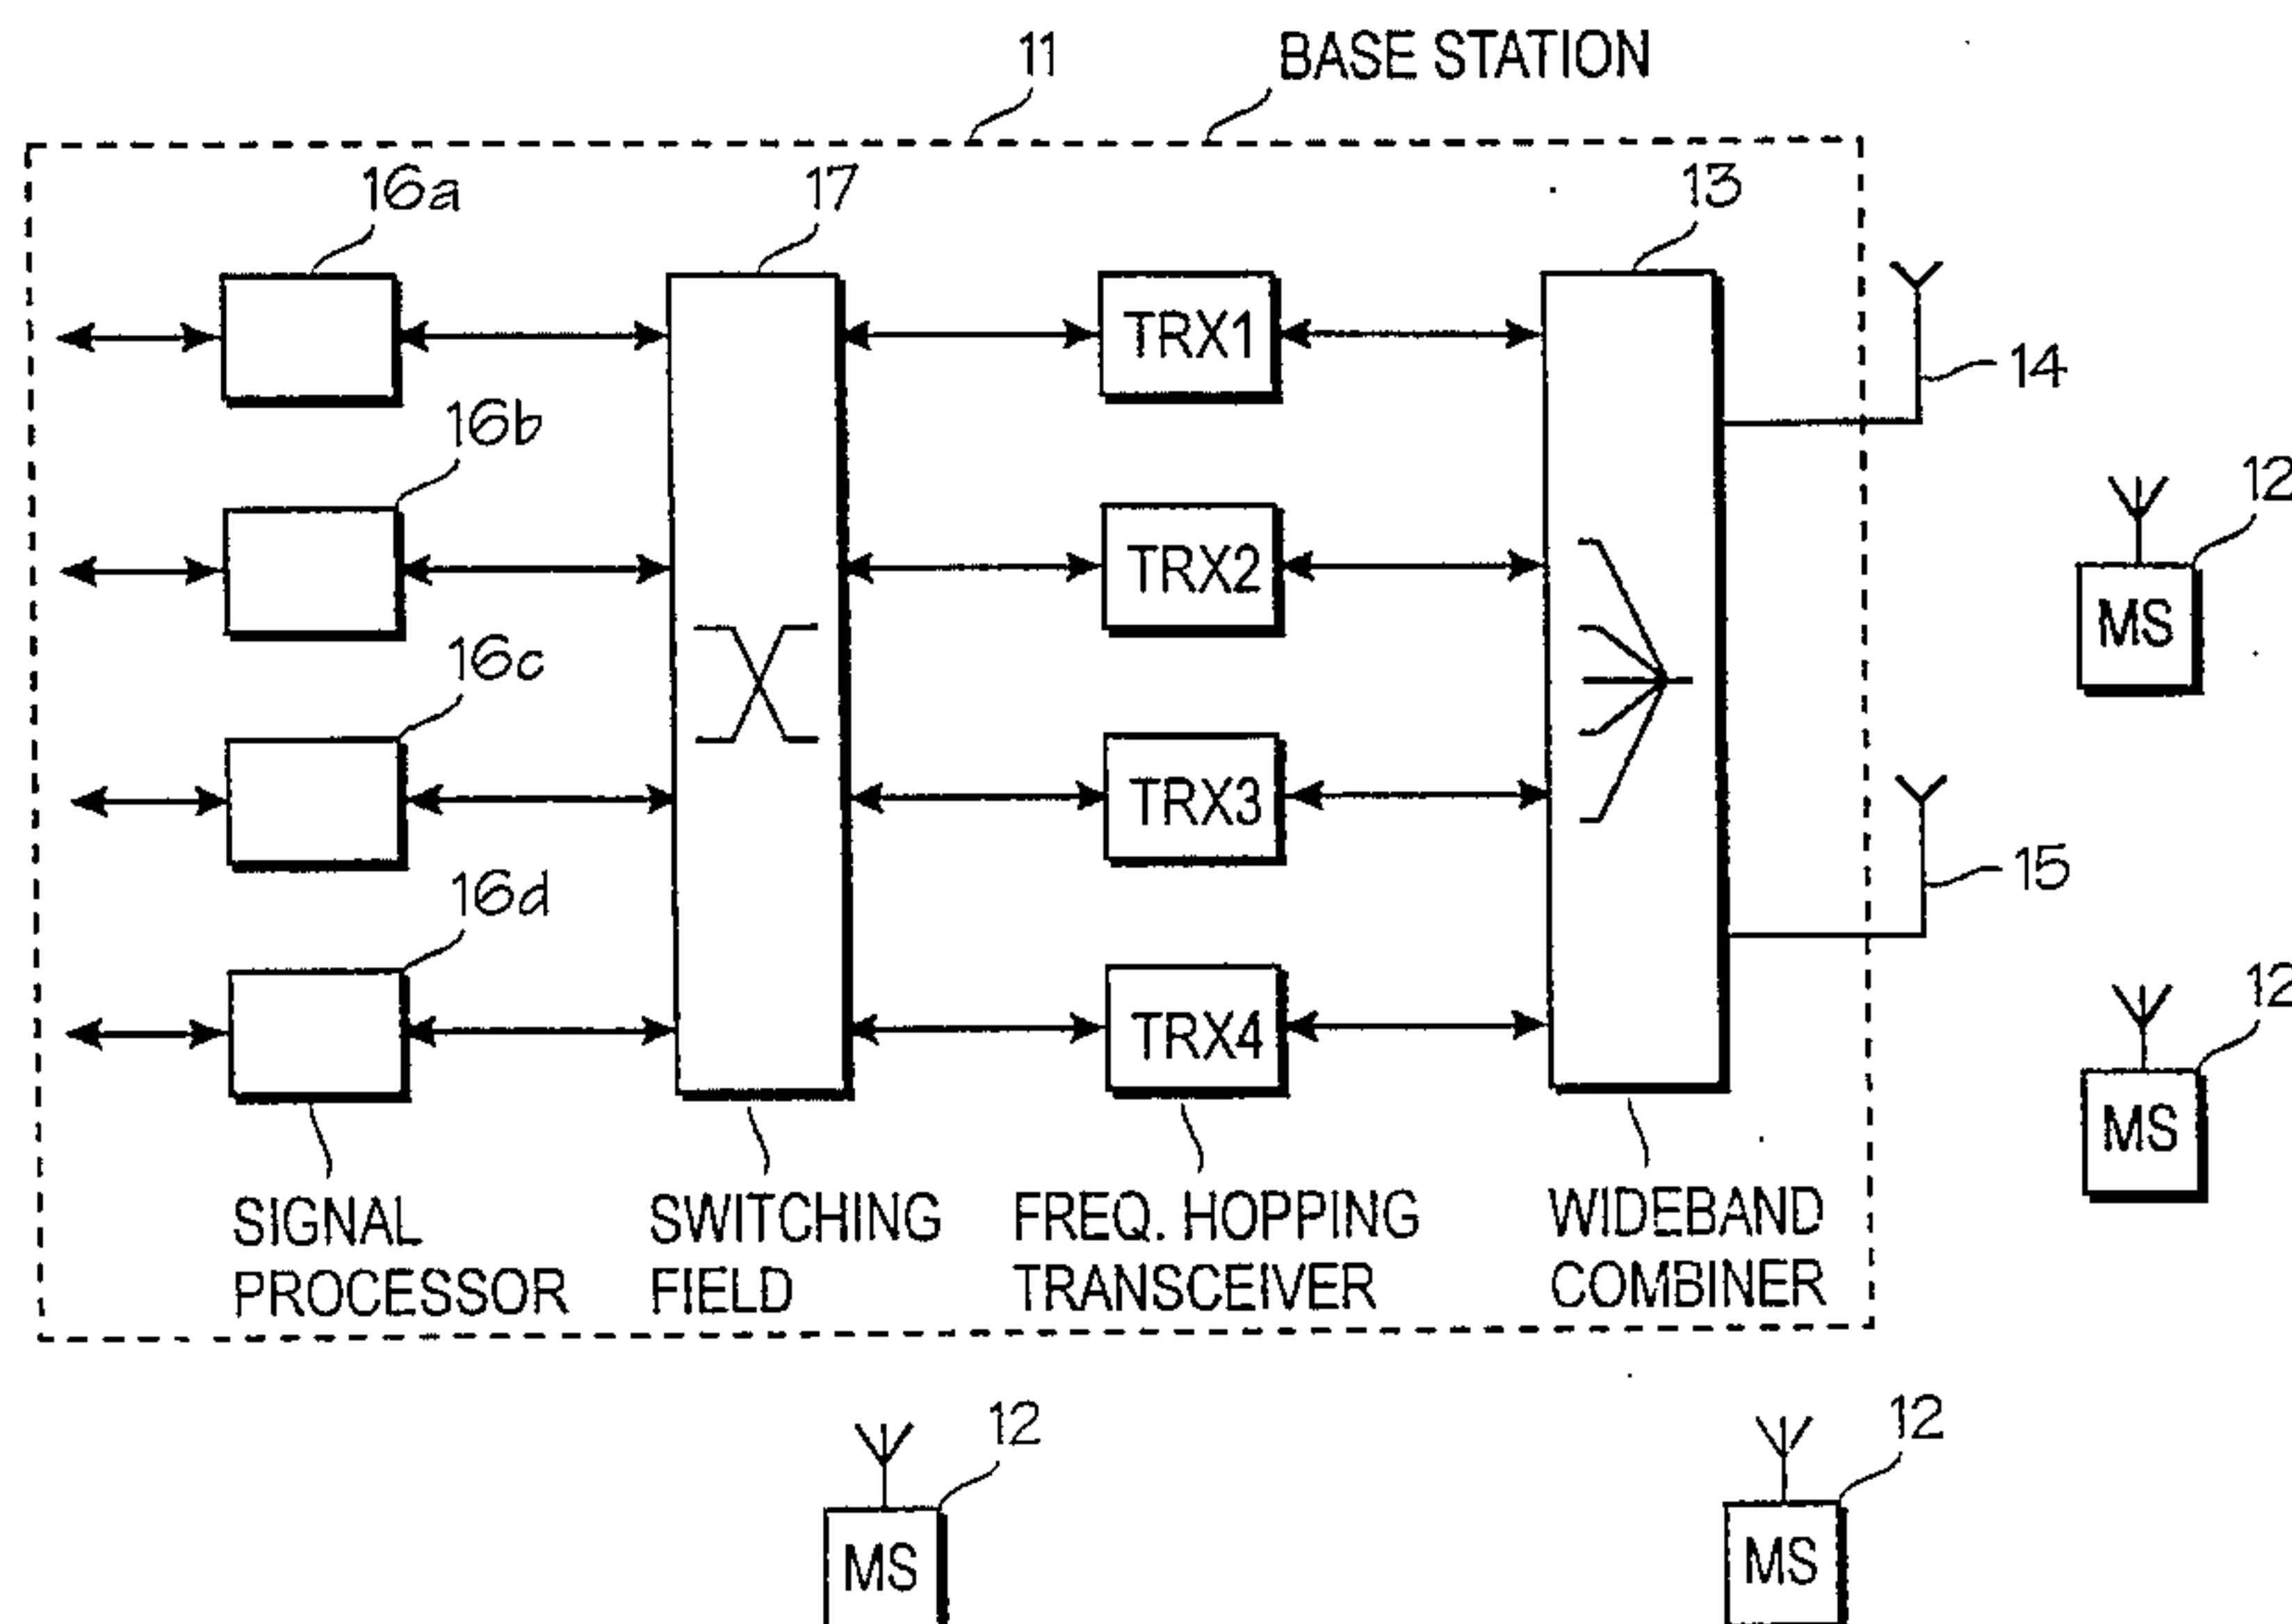 11
BASE STATION
16a
17
13
14
16b
12
TRX1
TRX2
MS
16c
TRX3
15
16d
12
TRX4
MS
SIGNAL
PROCESSOR
SWITCHING
FIELD
FREQ. HOPPING
TRANSCEIVER
WIDEBAND
COMBINER
12
MS
12
MS